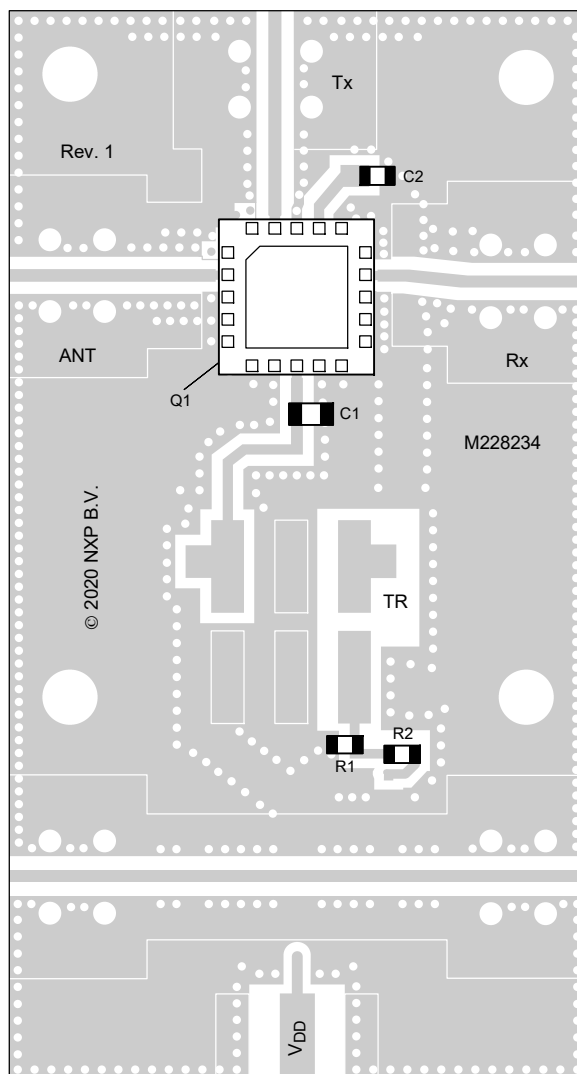 Tx
Rev. 1
C2
ANT
Rx
Q1
C1
M228234
© 2020 NXP B.V.
TR
R2
R1
VDD